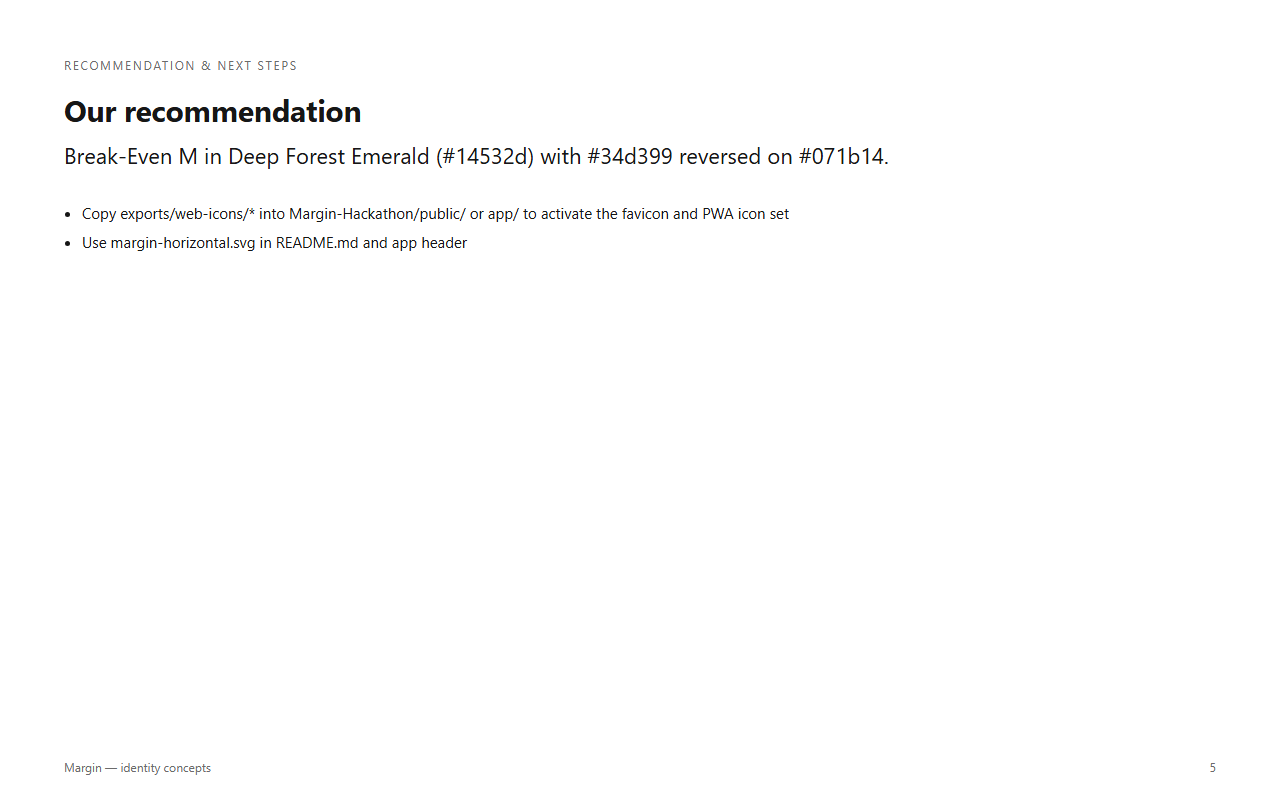 RECOMMENDATION & NEXT STEPS
Our recommendation
Break-Even M in Deep Forest Emerald (#14532d) with #34d399 reversed on #071b14.
• Copy exports/web-icons/* into Margin-Hackathon/public/ or app/ to activate the favicon and PWA icon set
• Use margin-horizontal.svg in README.md and app header
Margin — identity concepts
5